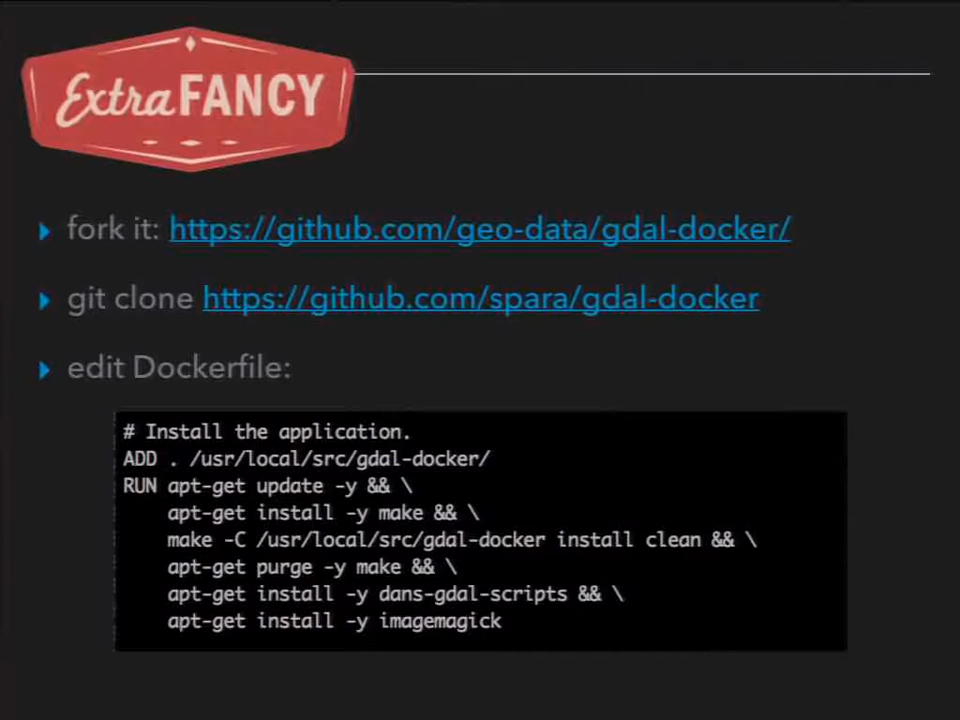 ExtraFANCY
fork it: https://github.com/geo-data/gdal-docker/
git clone https://github.com/spara/gdal-docker
edit Dockerfile:
# Install the application.
ADD . /usr/local/src/gdal-docker/
RUN apt-get update -y && \
apt-get install -y make && \
make -C /usr/local/src/gdal-docker install clean && \
apt-get purge -y make && \
apt-get install -y dans-gdal-scripts && \
apt-get install -y imagemagick